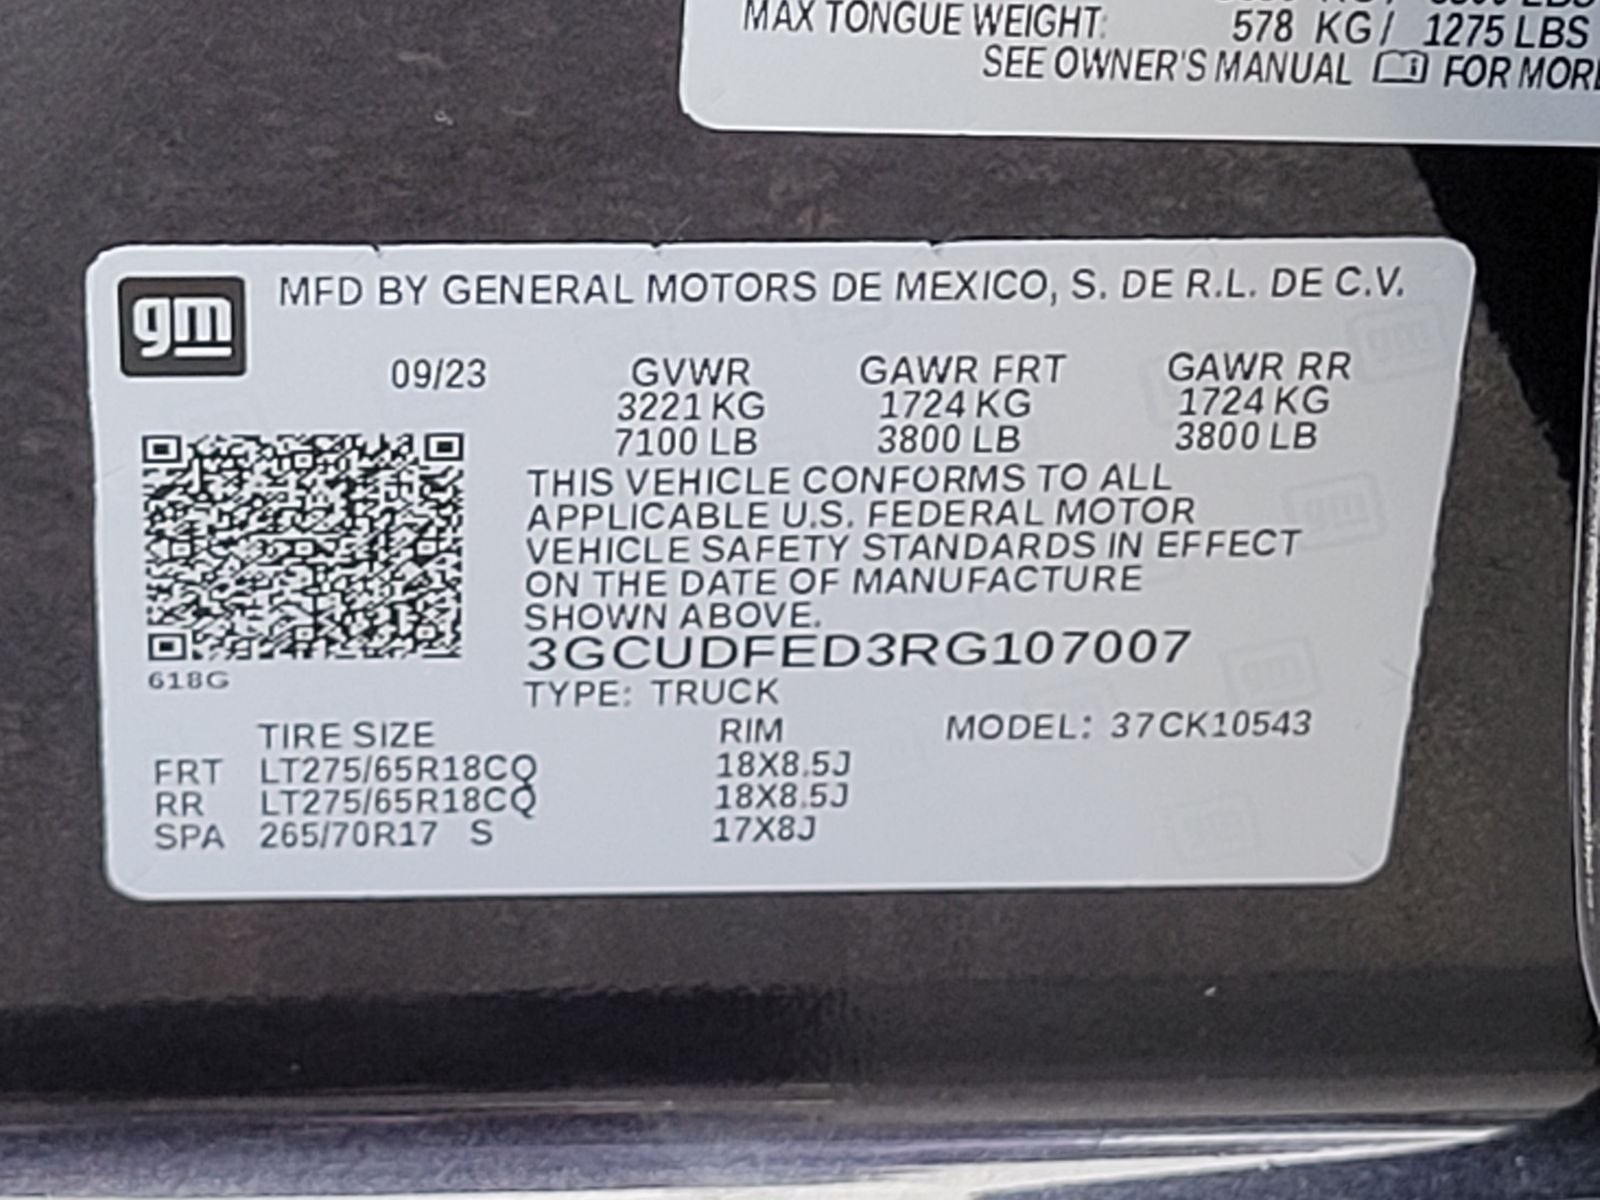 MAX TONGUE WEIGHT: 578 KG / 1275 LBS
SEE OWNER'S MANUAL FOR MORE
gm
MFD BY GENERAL MOTORS DE MEXICO, S. DE R.L. DE C.V.
09/23 GVWR GAWR FRT GAWR RR
3221 KG 1724 KG 1724 KG
7100 LB 3800 LB 3800 LB
THIS VEHICLE CONFORMS TO ALL
APPLICABLE U.S. FEDERAL MOTOR
VEHICLE SAFETY STANDARDS IN EFFECT
ON THE DATE OF MANUFACTURE
SHOWN ABOVE.
3GCUDFED3RG107007
618G
TYPE: TRUCK
TIRE SIZE RIM MODEL: 37CK10543
FRT LT275/65R18CQ 18X8.5J
RR LT275/65R18CQ 18X8.5J
SPA 265/70R17 S 17X8J